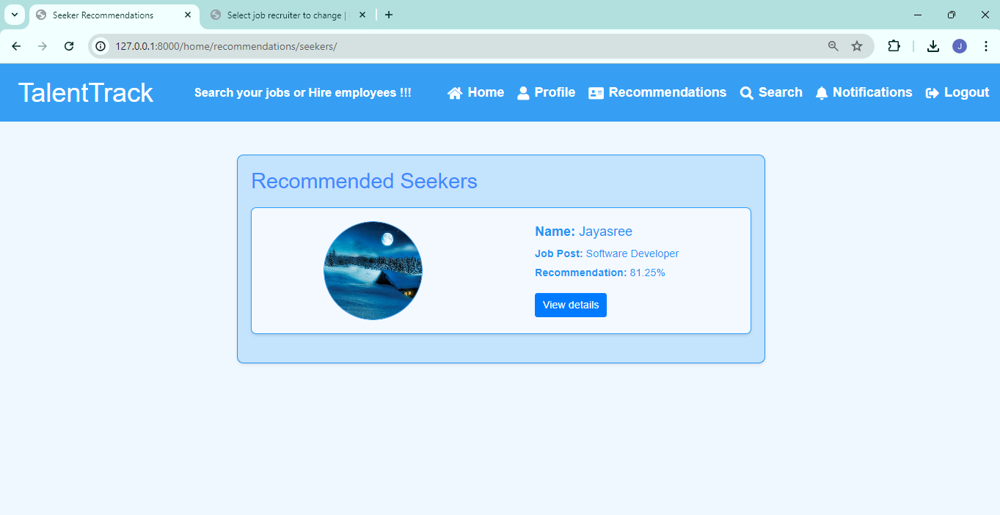 Seeker Recommendations
Select job recruiter to change |
127.0.0.1:8000/home/recommendations/seekers/
J
TalentTrack
Search your jobs or Hire employees !!!
Home
Profile
Recommendations
Search
Notifications
Logout
Recommended Seekers
Name: Jayasree
Job Post: Software Developer
Recommendation: 81.25%
View details